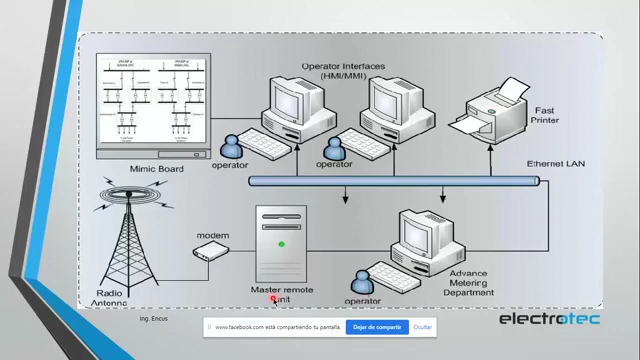 Operator Interfaces
(HMI/MMI)
Fast
Printer
operator
operator
Mimic Board
Ethernet LAN
modem
Master remote
unit
Advance
Metering
Department
operator
Radio
Antenna
Ing. Encus
www.facebook.com está compartiendo tu pantalla.
Dejar de compartir
Ocultar
electrotec